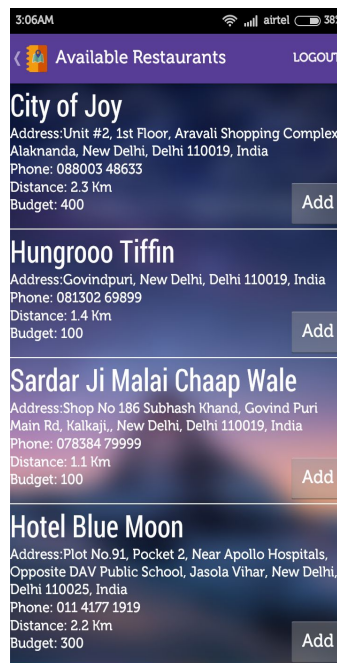 3:06AM airtel 38%
Available Restaurants LOGOUT
City of Joy
Address:Unit #2, 1st Floor, Aravali Shopping Complex
Alaknanda, New Delhi, Delhi 110019, India
Phone: 088003 48633
Distance: 2.3 Km
Budget: 400
Add
Hungrooo Tiffin
Address:Govindpuri, New Delhi, Delhi 110019, India
Phone: 081302 69899
Distance: 1.4 Km
Budget: 100
Add
Sardar Ji Malai Chaap Wale
Address:Shop No 186 Subhash Khand, Govind Puri
Main Rd, Kalkaji,, New Delhi, Delhi 110019, India
Phone: 078384 79999
Distance: 1.1 Km
Budget: 100
Add
Hotel Blue Moon
Address:Plot No.91, Pocket 2, Near Apollo Hospitals,
Opposite DAV Public School, Jasola Vihar, New Delhi,
Delhi 110025, India
Phone: 011 4177 1919
Distance: 2.2 Km
Budget: 300
Add